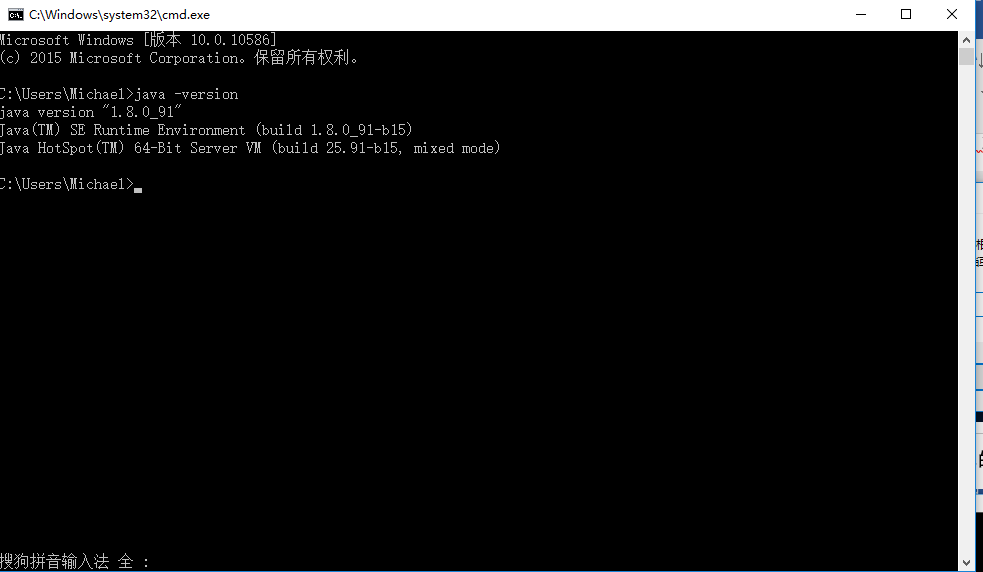 C:\Windows\system32\cmd.exe
Microsoft Windows [版本 10.0.10586]
(c) 2015 Microsoft Corporation。保留所有权利。
C:\Users\Michael>java -version
java version "1.8.0_91"
Java(TM) SE Runtime Environment (build 1.8.0_91-b15)
Java HotSpot(TM) 64-Bit Server VM (build 25.91-b15, mixed mode)
C:\Users\Michael>
搜狗拼音输入法 全 :